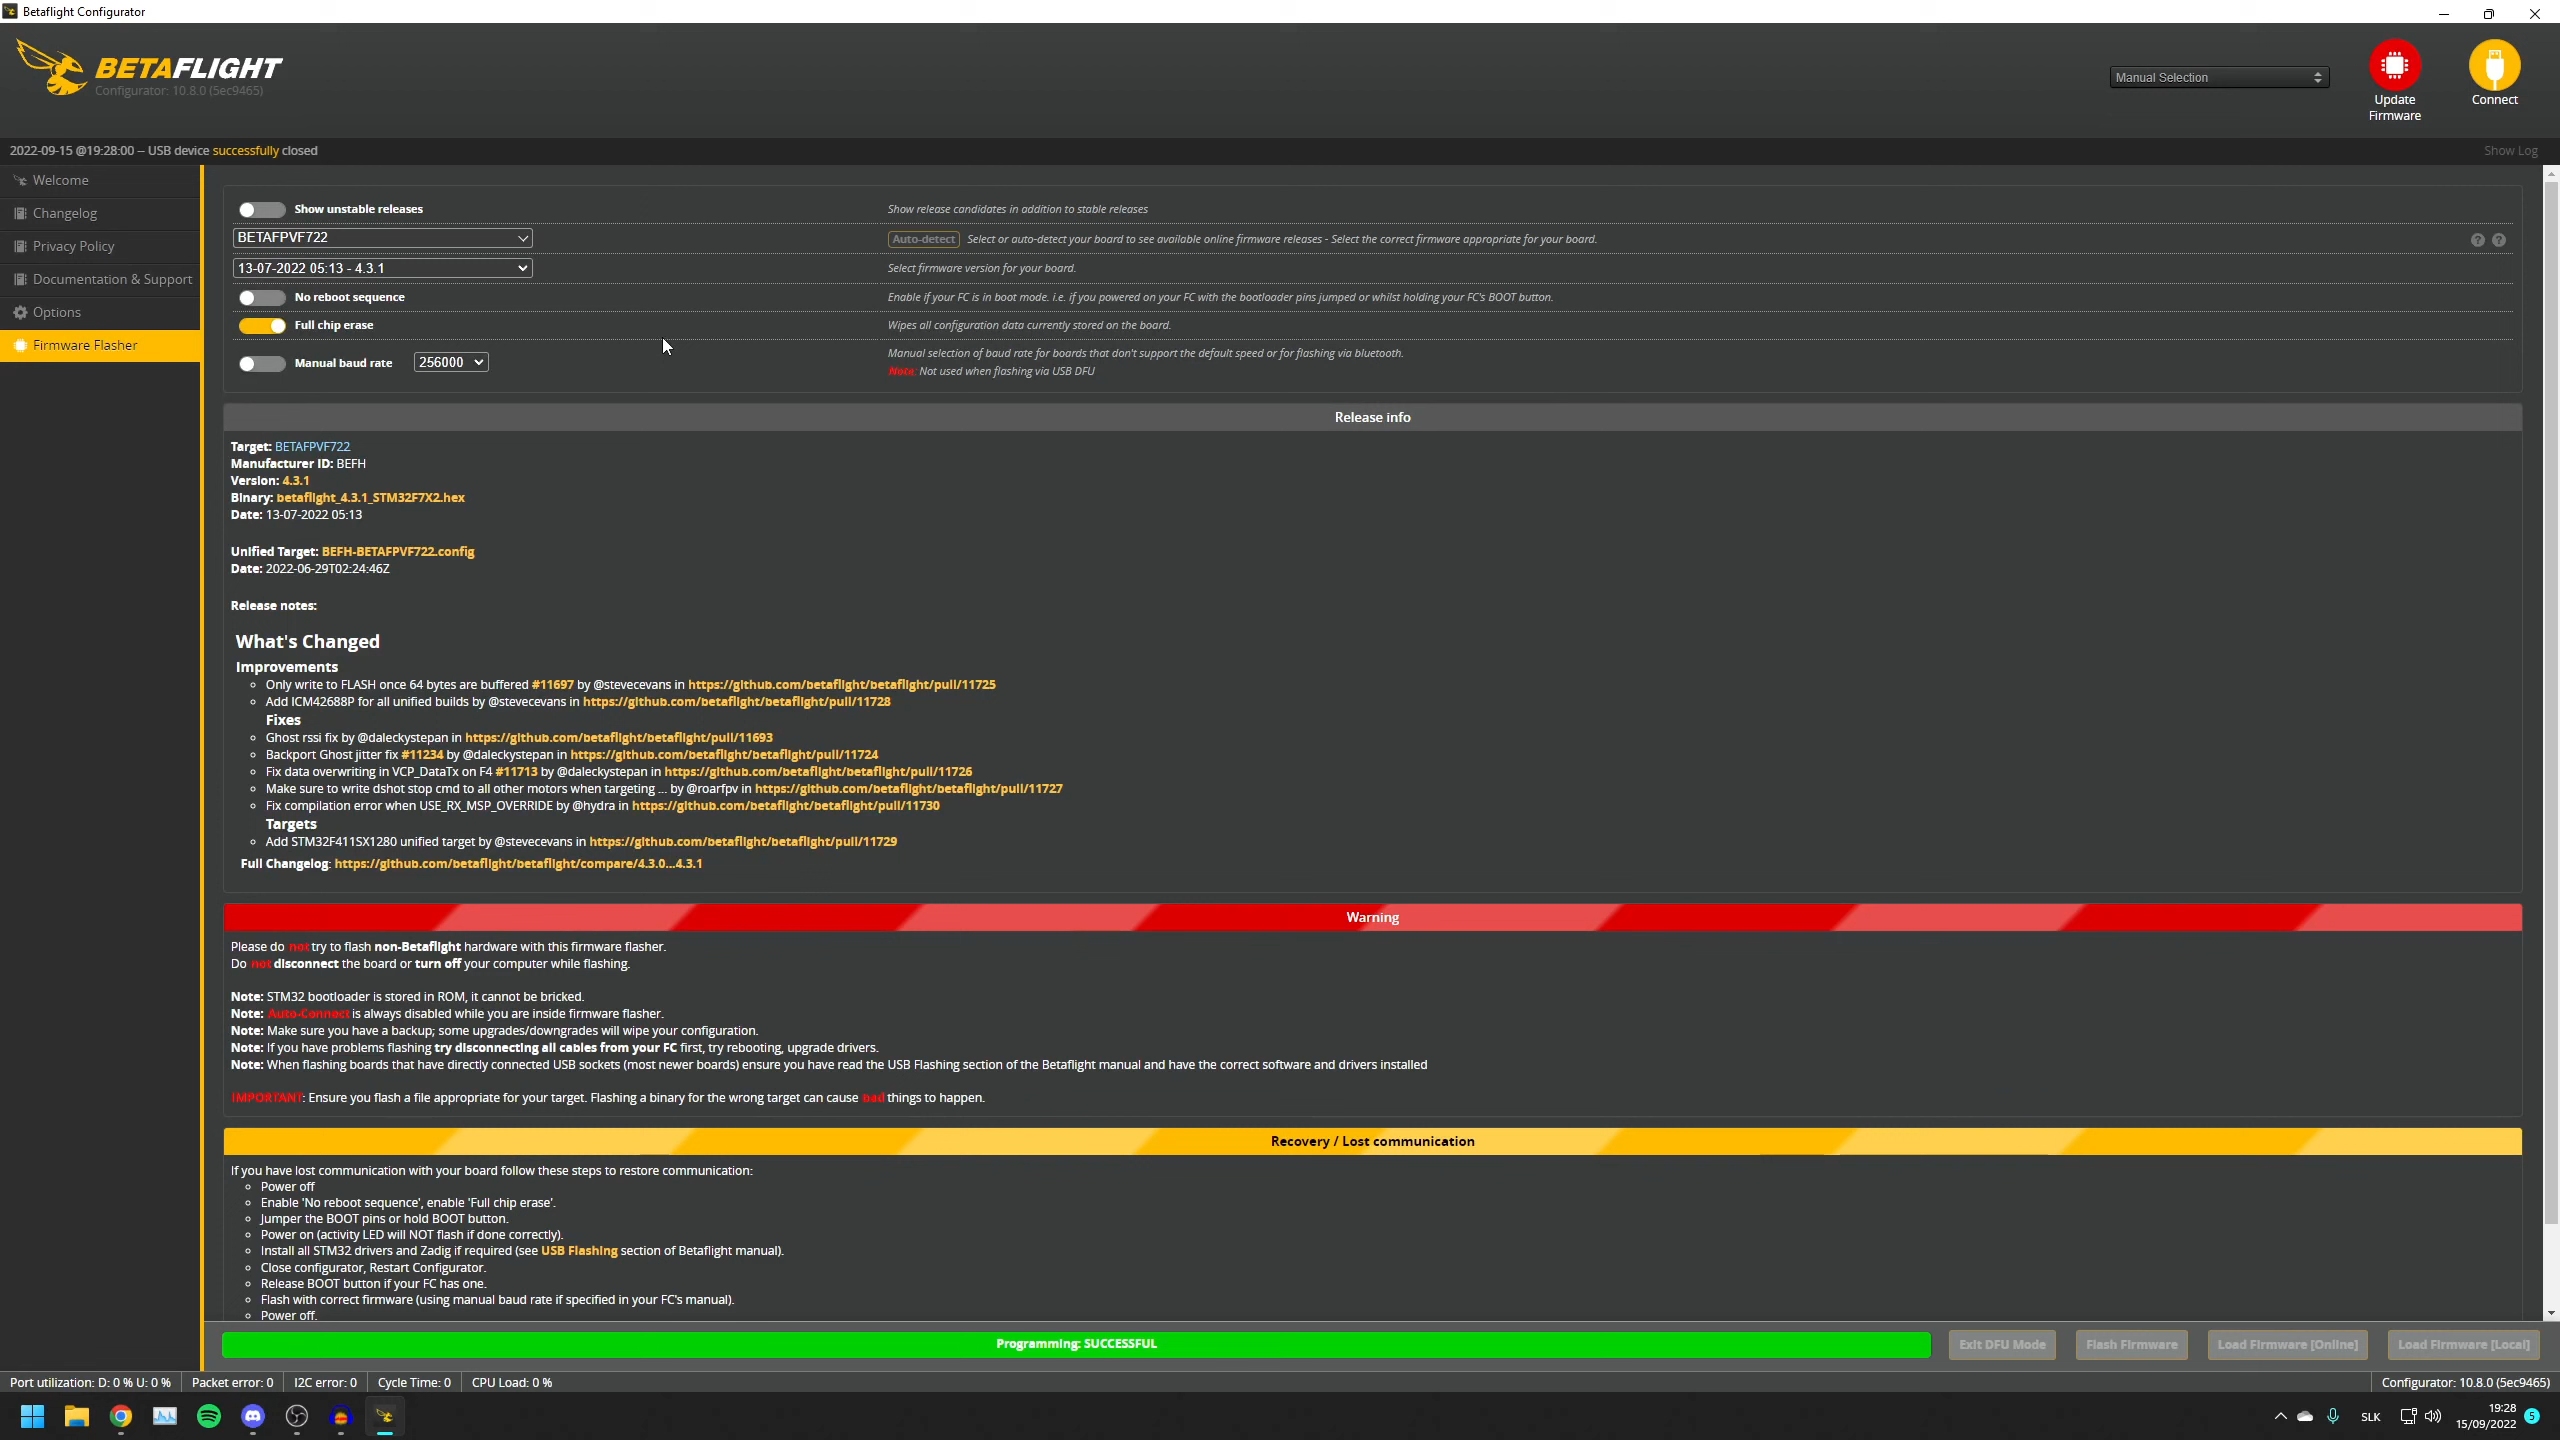 Betaflight Configurator
BETAFLIGHT
Configurator: 10.8.0 (5ec9465)
Manual Selection
Update
Firmware
Connect
2022-09-15 @19:28:00 -- USB device successfully closed
Show Log
Welcome
Changelog
Privacy Policy
Documentation & Support
Options
Firmware Flasher
Show unstable releases
Show release candidates in addition to stable releases
BETAFPVF722
Auto-detect Select or auto-detect your board to see available online firmware releases - Select the correct firmware appropriate for your board.
? ?
13-07-2022 05:13 - 4.3.1
Select firmware version for your board.
No reboot sequence
Enable if your FC is in boot mode. i.e. if you powered on your FC with the bootloader pins jumped or whilst holding your FC's BOOT button.
Full chip erase
Wipes all configuration data currently stored on the board.
Manual baud rate 256000
Manual selection of baud rate for boards that don't support the default speed or for flashing via bluetooth.
Note: Not used when flashing via USB DFU
Release info
Target: BETAFPVF722
Manufacturer ID: BEFH
Version: 4.3.1
Binary: betaflight_4.3.1_STM32F7X2.hex
Date: 13-07-2022 05:13
Unified Target: BEFH-BETAFPVF722.config
Date: 2022-06-29T02:24:46Z
Release notes:
What's Changed
Improvements
Only write to FLASH once 64 bytes are buffered #11697 by @stevecevans in https://github.com/betaflight/betaflight/pull/11725
Add ICM42688P for all unified builds by @stevecevans in https://github.com/betaflight/betaflight/pull/11728
Fixes
Ghost rssi fix by @daleckystepan in https://github.com/betaflight/betaflight/pull/11693
Backport Ghost jitter fix #11234 by @daleckystepan in https://github.com/betaflight/betaflight/pull/11724
Fix data overwriting in VCP_DataTx on F4 #11713 by @daleckystepan in https://github.com/betaflight/betaflight/pull/11726
Make sure to write dshot stop cmd to all other motors when targeting ... by @roarfpv in https://github.com/betaflight/betaflight/pull/11727
Fix compilation error when USE_RX_MSP_OVERRIDE by @hydra in https://github.com/betaflight/betaflight/pull/11730
Targets
Add STM32F411SX1280 unified target by @stevecevans in https://github.com/betaflight/betaflight/pull/11729
Full Changelog: https://github.com/betaflight/betaflight/compare/4.3.0...4.3.1
Warning
Please do not try to flash non-Betaflight hardware with this firmware flasher.
Do not disconnect the board or turn off your computer while flashing.
Note: STM32 bootloader is stored in ROM, it cannot be bricked.
Note: Auto-Connect is always disabled while you are inside firmware flasher.
Note: Make sure you have a backup; some upgrades/downgrades will wipe your configuration.
Note: If you have problems flashing try disconnecting all cables from your FC first, try rebooting, upgrade drivers.
Note: When flashing boards that have directly connected USB sockets (most newer boards) ensure you have read the USB Flashing section of the Betaflight manual and have the correct software and drivers installed
IMPORTANT: Ensure you flash a file appropriate for your target. Flashing a binary for the wrong target can cause bad things to happen.
Recovery / Lost communication
If you have lost communication with your board follow these steps to restore communication:
Power off
Enable 'No reboot sequence', enable 'Full chip erase'.
Jumper the BOOT pins or hold BOOT button.
Power on (activity LED will NOT flash if done correctly).
Install all STM32 drivers and Zadig if required (see USB Flashing section of Betaflight manual).
Close configurator, Restart Configurator.
Release BOOT button if your FC has one.
Flash with correct firmware (using manual baud rate if specified in your FC's manual).
Power off.
Programming: SUCCESSFUL
Exit DFU Mode
Flash Firmware
Load Firmware [Online]
Load Firmware [Local]
Port utilization: D: 0 % U: 0 %
Packet error: 0
I2C error: 0
Cycle Time: 0
CPU Load: 0 %
Configurator: 10.8.0 (5ec9465)
SLK
19:28
15/09/2022
5